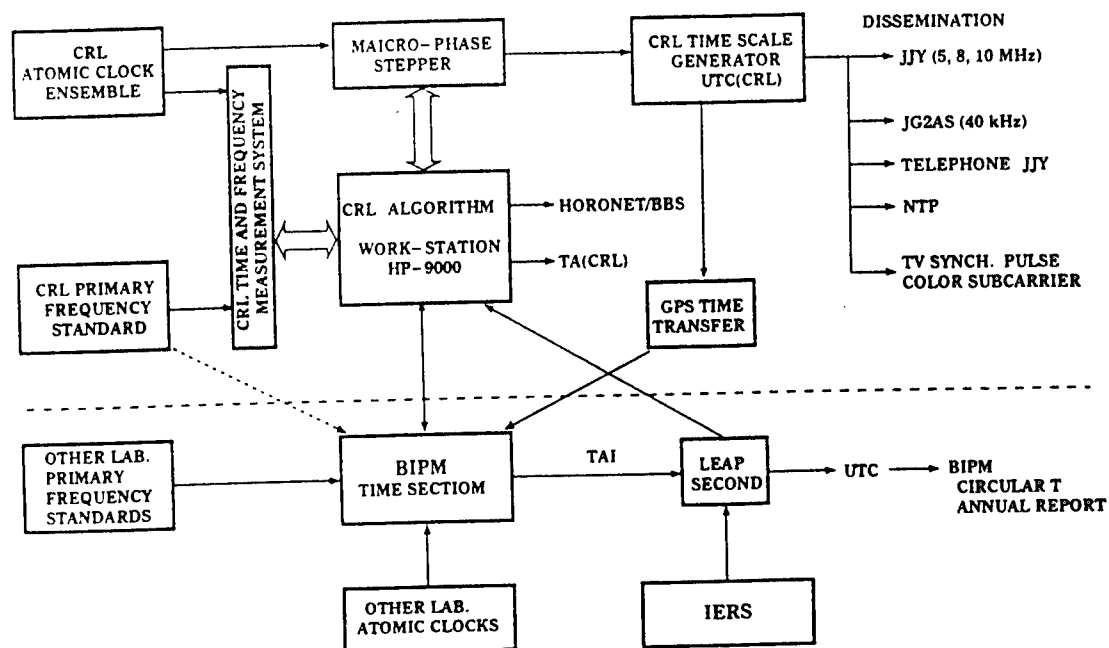 DISSEMINATION
CRL
ATOMIC CLOCK
ENSEMBLE
MAICRO-PHASE
STEPPER
CRL TIME SCALE
GENERATOR
UTC(CRL)
JJY (5, 8, 10 MHz)
JG2AS (40 kHz)
TELEPHONE JJY
NTP
TV SYNCH. PULSE
COLOR SUBCARRIER
CRL TIME AND FREQUENCY
MEASUREMENT SYSTEM
CRL ALGORITHM
WORK-STATION
HP-9000
HORONET/BBS
TA(CRL)
CRL PRIMARY
FREQUENCY
STANDARD
GPS TIME
TRANSFER
OTHER LAB.
PRIMARY
FREQUENCY
STANDARDS
BIPM
TIME SECTIOM
TAI
LEAP
SECOND
UTC
BIPM
CIRCULAR T
ANNUAL REPORT
OTHER LAB.
ATOMIC CLOCKS
IERS